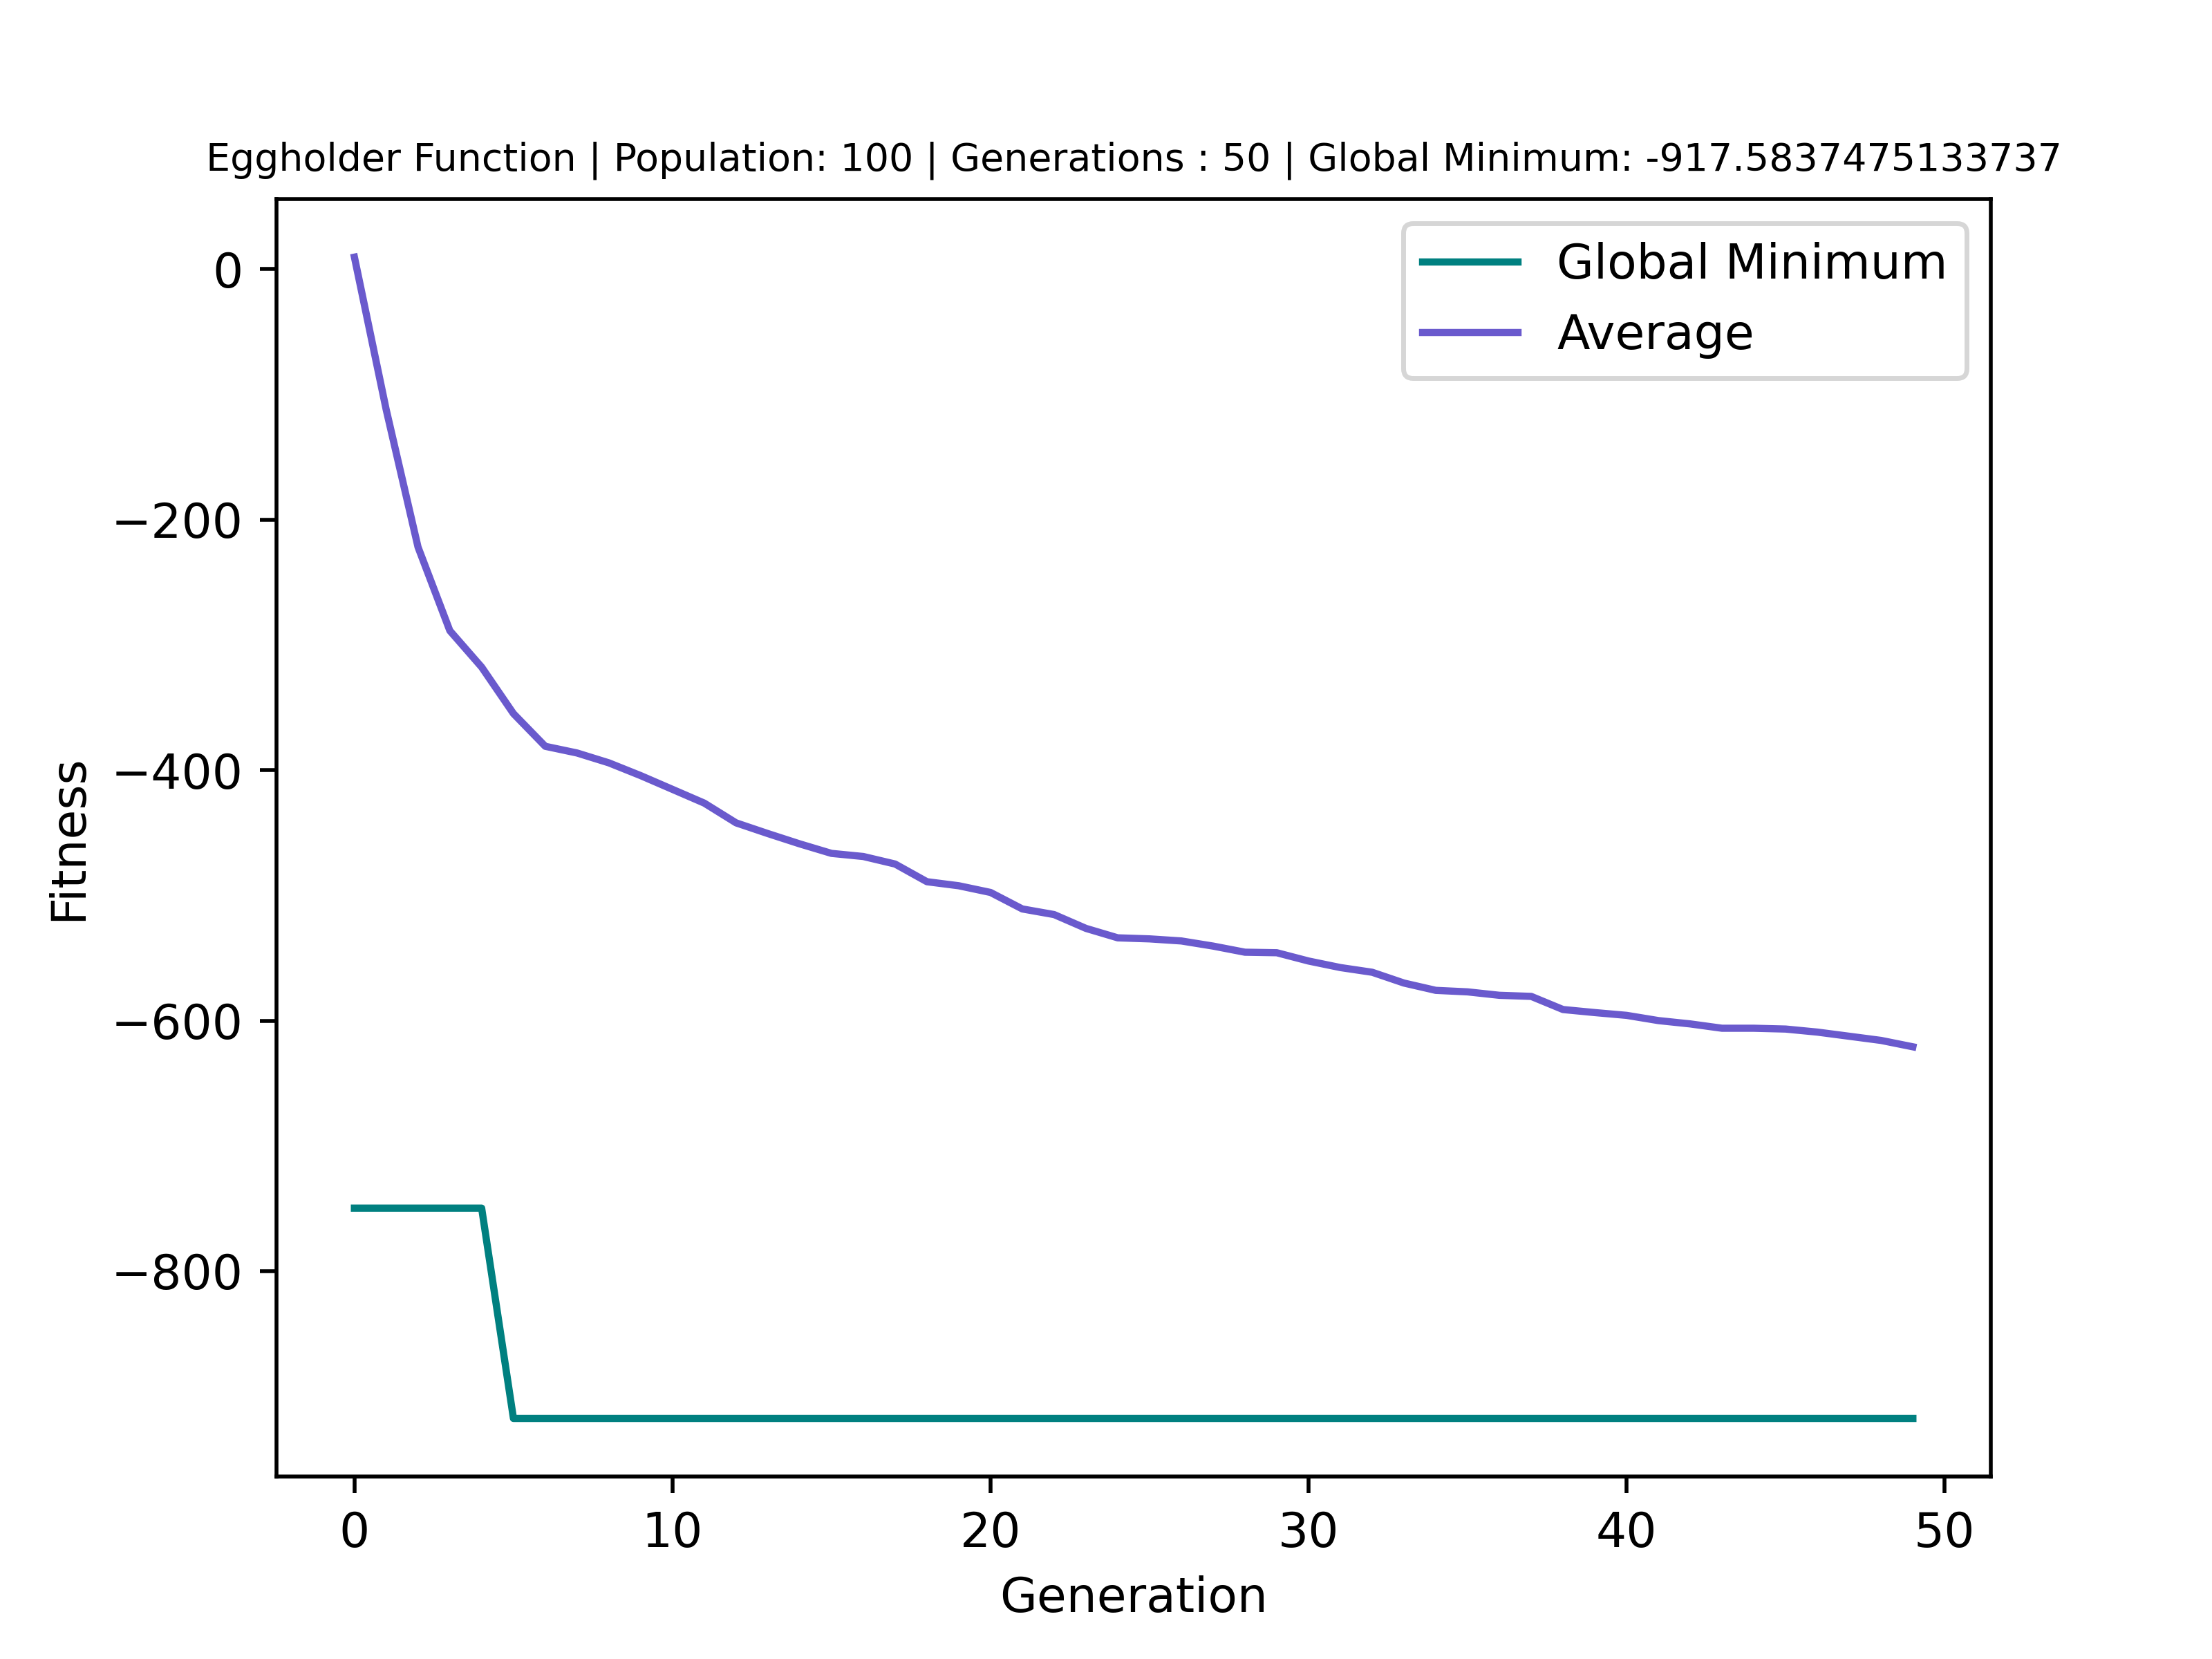 Eggholder Function | Population: 100 | Generations : 50 | Global Minimum: -917.5837475133737
Global Minimum
Average
0
−200
−400
−600
−800
Fitness
0 10 20 30 40 50
Generation